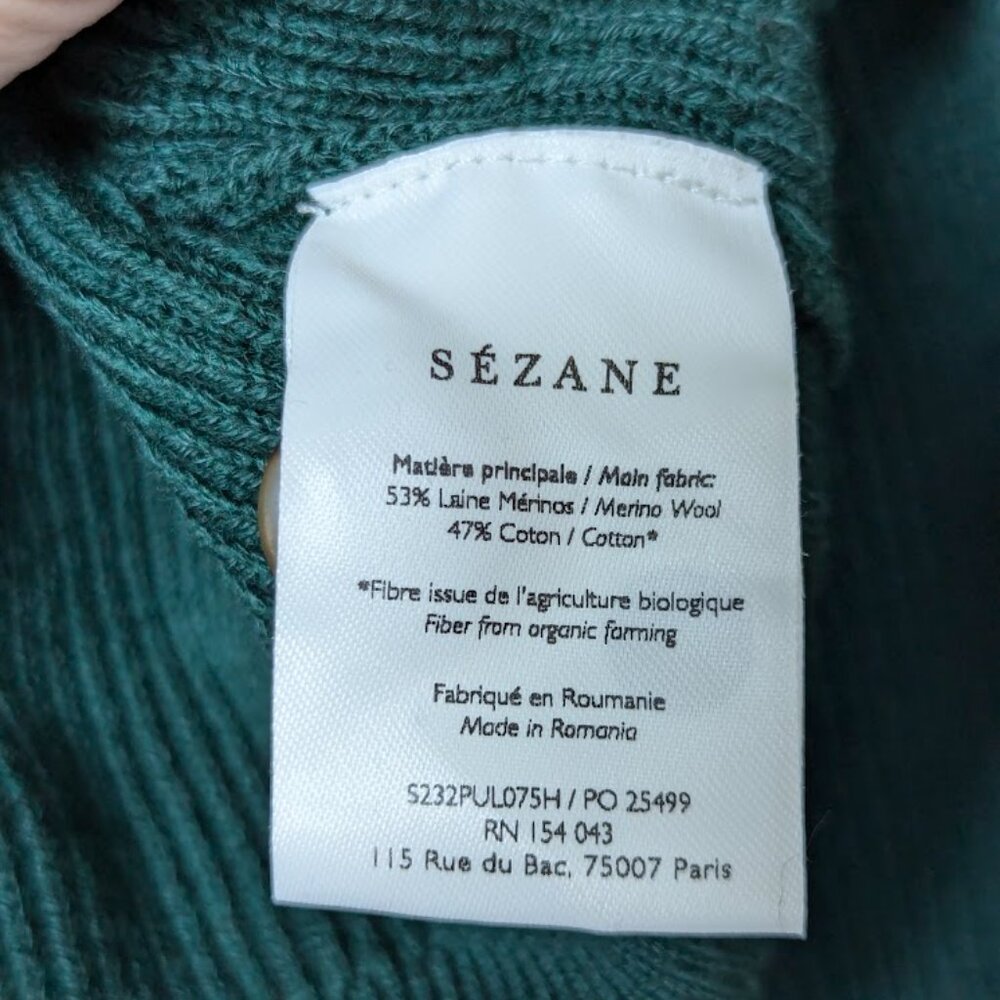 SÉZANE
Matière principale / Main fabric:
53% Laine Mérinos / Merino Wool
47% Coton / Cotton*
*Fibre issue de l'agriculture biologique
Fiber from organic farming
Fabriqué en Roumanie
Made in Romania
S232PUL075H / PO 25499
RN 154 043
115 Rue du Bac, 75007 Paris